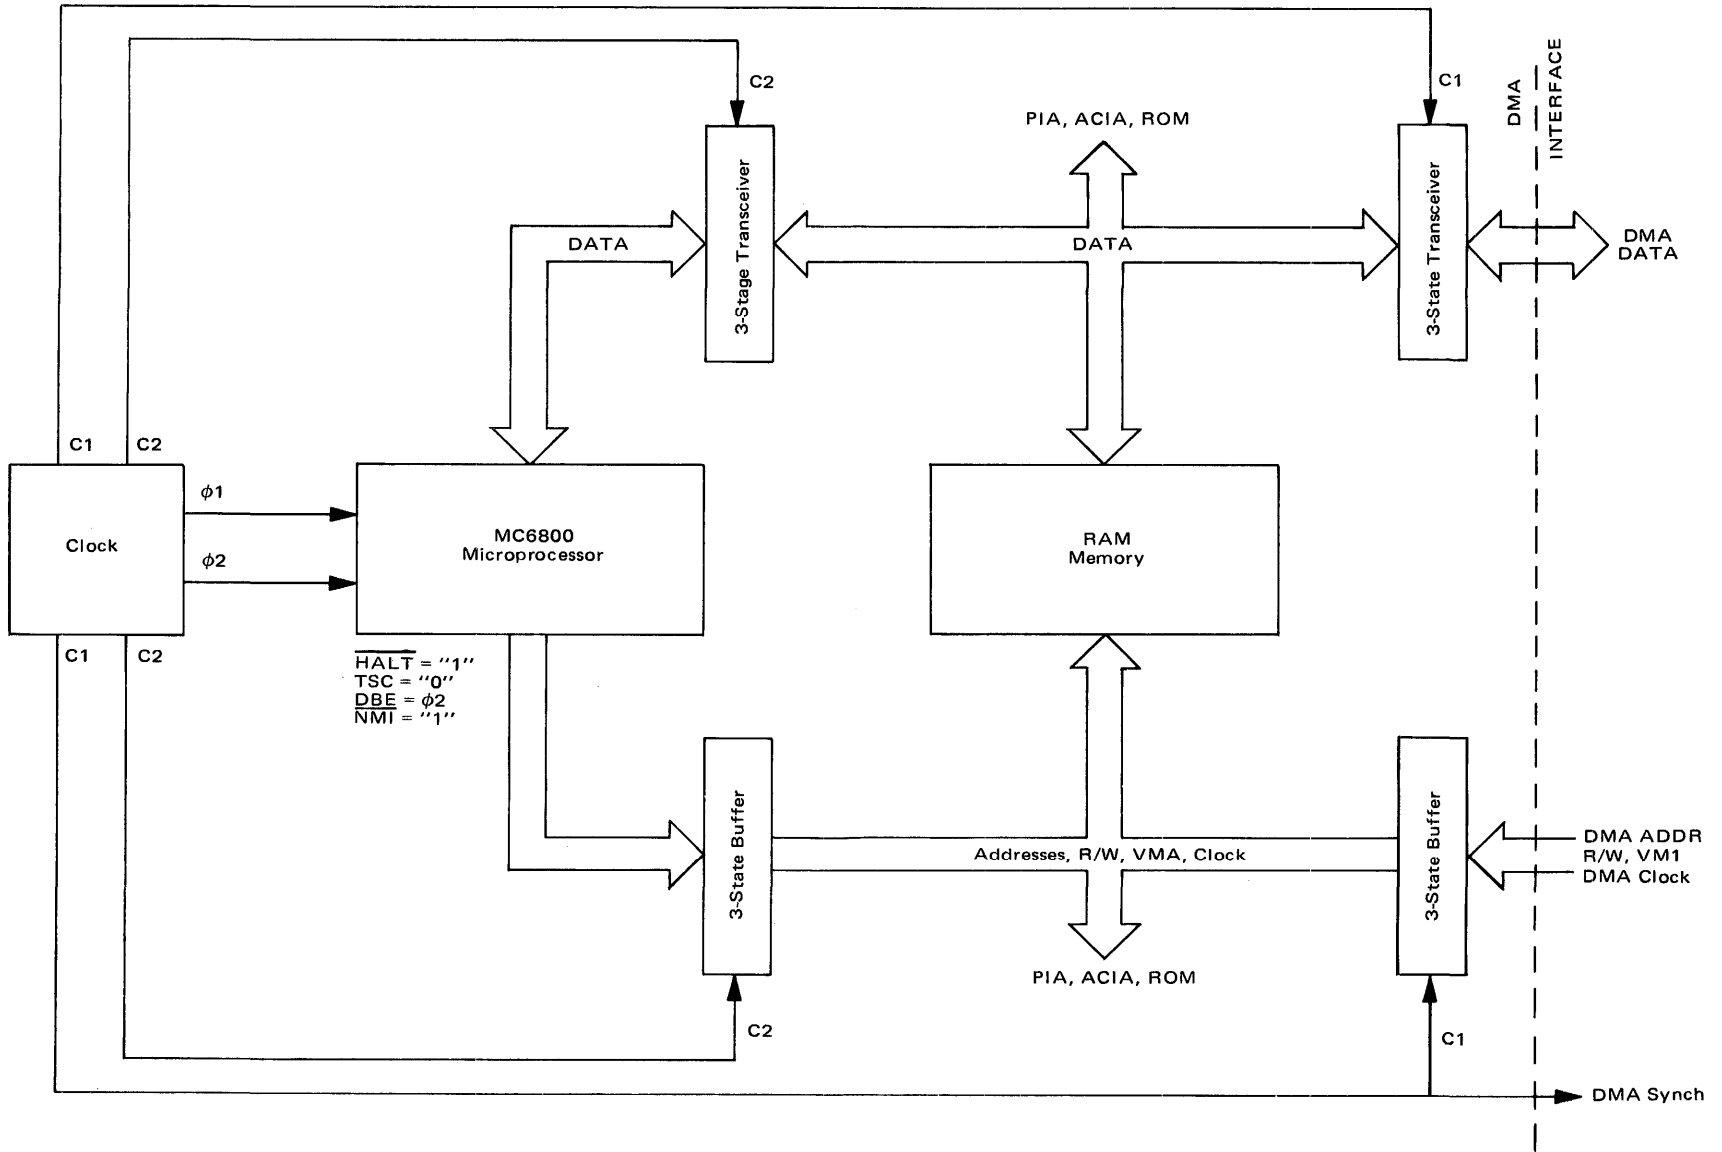 C2
C1
DMA
INTERFACE
PIA, ACIA, ROM
3-Stage Transceiver
3-State Transceiver
DATA
DATA
DMA
DATA
C1
C2
ϕ1
ϕ2
Clock
MC6800
Microprocessor
RAM
Memory
C1
C2
HALT = "1"
TSC = "0"
DBE = ϕ2
NMI = "1"
3-State Buffer
3-State Buffer
Addresses, R/W, VMA, Clock
DMA ADDR
R/W, VM1
DMA Clock
PIA, ACIA, ROM
C2
C1
DMA Synch